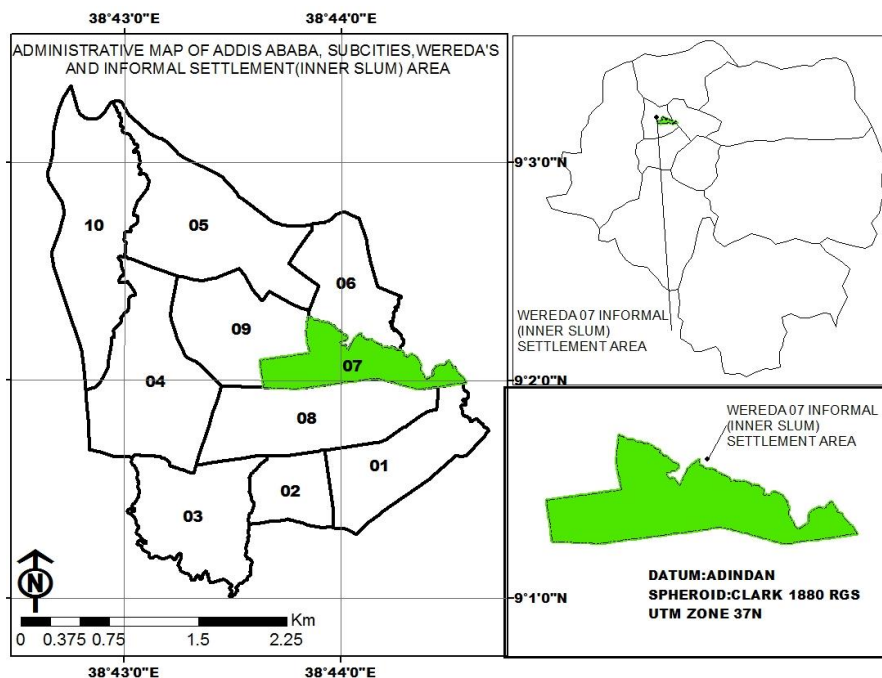 38°43'0"E
38°44'0"E
ADMINISTRATIVE MAP OF ADDIS ABABA, SUBCITIES,WEREDA'S
AND INFORMAL SETTLEMENT(INNER SLUM) AREA
9°3'0"N
10
05
06
09
07
04
9°2'0"N
08
01
02
03
N
9°1'0"N
Km
0 0.375 0.75 1.5 2.25
38°43'0"E
38°44'0"E
WEREDA 07 INFORMAL
(INNER SLUM)
SETTLEMENT AREA
WEREDA 07 INFORMAL
(INNER SLUM)
SETTLEMENT AREA
DATUM:ADINDAN
SPHEROID:CLARK 1880 RGS
UTM ZONE 37N